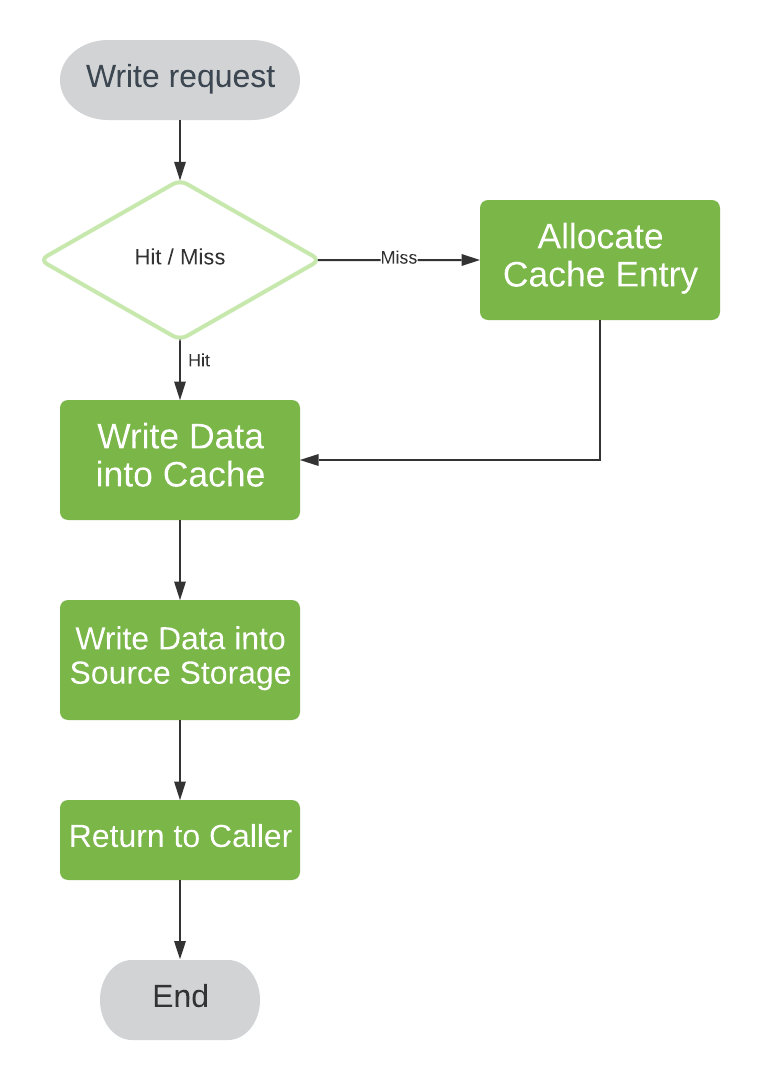 Write request
Hit / Miss
Miss
Allocate
Cache Entry
Hit
Write Data
into Cache
Write Data into
Source Storage
Return to Caller
End